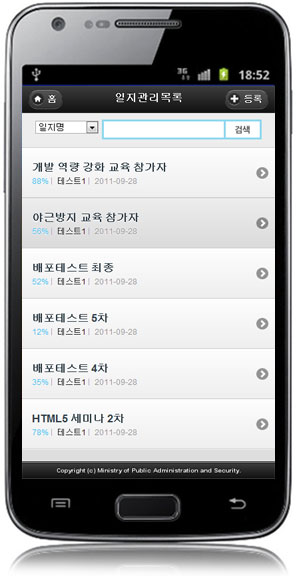 3G 18:52
홈 일지관리목록 등록
일지명 검색
개발 역량 강화 교육 참가자
88% | 테스트1 | 2011-09-28
야근방지 교육 참가자
56% | 테스트1 | 2011-09-28
배포테스트 최종
52% | 테스트1 | 2011-09-28
배포테스트 5차
12% | 테스트1 | 2011-09-28
배포테스트 4차
35% | 테스트1 | 2011-09-28
HTML5 세미나 2차
78% | 테스트1 | 2011-09-28
Copyright (c) Ministry of Public Administration and Security.